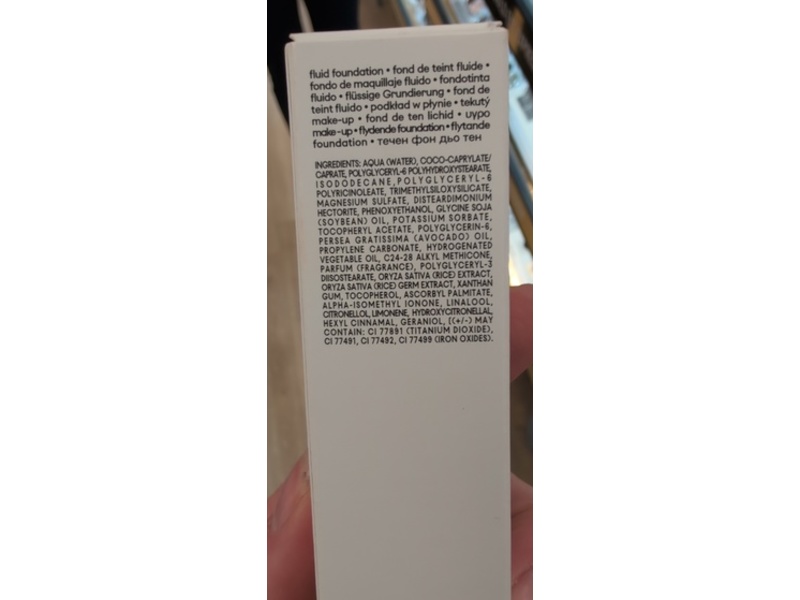 fluid foundation • fond de teint fluide •
fondo de maquillaje fluido • fondotinta
fluido • flüssige Grundierung • fond de
teint fluido • podkład w płynie • tekutý
make-up • fond de ten lichid • υγρο
make-up • flydende foundation • flytande
foundation • течен фон дьо тен
INGREDIENTS: AQUA (WATER), COCO-CAPRYLATE/
CAPRATE, POLYGLYCERYL-6 POLYHYDROXYSTEARATE,
ISODODECANE, POLYGLYCERYL-6
POLYRICINOLEATE, TRIMETHYLSILOXYSILICATE,
MAGNESIUM SULFATE, DISTEARDIMONIUM
HECTORITE, PHENOXYETHANOL, GLYCINE SOJA
(SOYBEAN) OIL, POTASSIUM SORBATE,
TOCOPHERYL ACETATE, POLYGLYCERIN-6,
PERSEA GRATISSIMA (AVOCADO) OIL,
PROPYLENE CARBONATE, HYDROGENATED
VEGETABLE OIL, C24-28 ALKYL METHICONE,
PARFUM (FRAGRANCE), POLYGLYCERYL-3
DIISOSTEARATE, ORYZA SATIVA (RICE) EXTRACT,
ORYZA SATIVA (RICE) GERM EXTRACT, XANTHAN
GUM, TOCOPHEROL, ASCORBYL PALMITATE,
ALPHA-ISOMETHYL IONONE, LINALOOL,
CITRONELLOL, LIMONENE, HYDROXYCITRONELLAL,
HEXYL CINNAMAL, GERANIOL, [(+/-) MAY
CONTAIN: CI 77891 (TITANIUM DIOXIDE),
CI 77491, CI 77492, CI 77499 (IRON OXIDES).